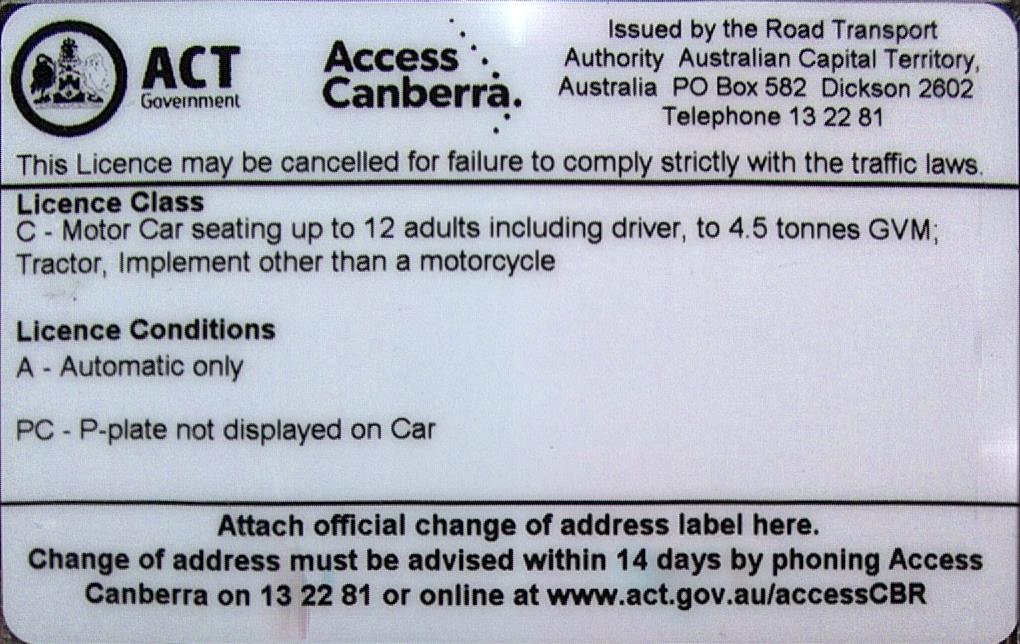 ACT
Government
Access
Canberra.
Issued by the Road Transport
Authority Australian Capital Territory,
Australia PO Box 582 Dickson 2602
Telephone 13 22 81
This Licence may be cancelled for failure to comply strictly with the traffic laws.
Licence Class
C - Motor Car seating up to 12 adults including driver, to 4.5 tonnes GVM;
Tractor, Implement other than a motorcycle
Licence Conditions
A - Automatic only
PC - P-plate not displayed on Car
Attach official change of address label here.
Change of address must be advised within 14 days by phoning Access
Canberra on 13 22 81 or online at www.act.gov.au/accessCBR